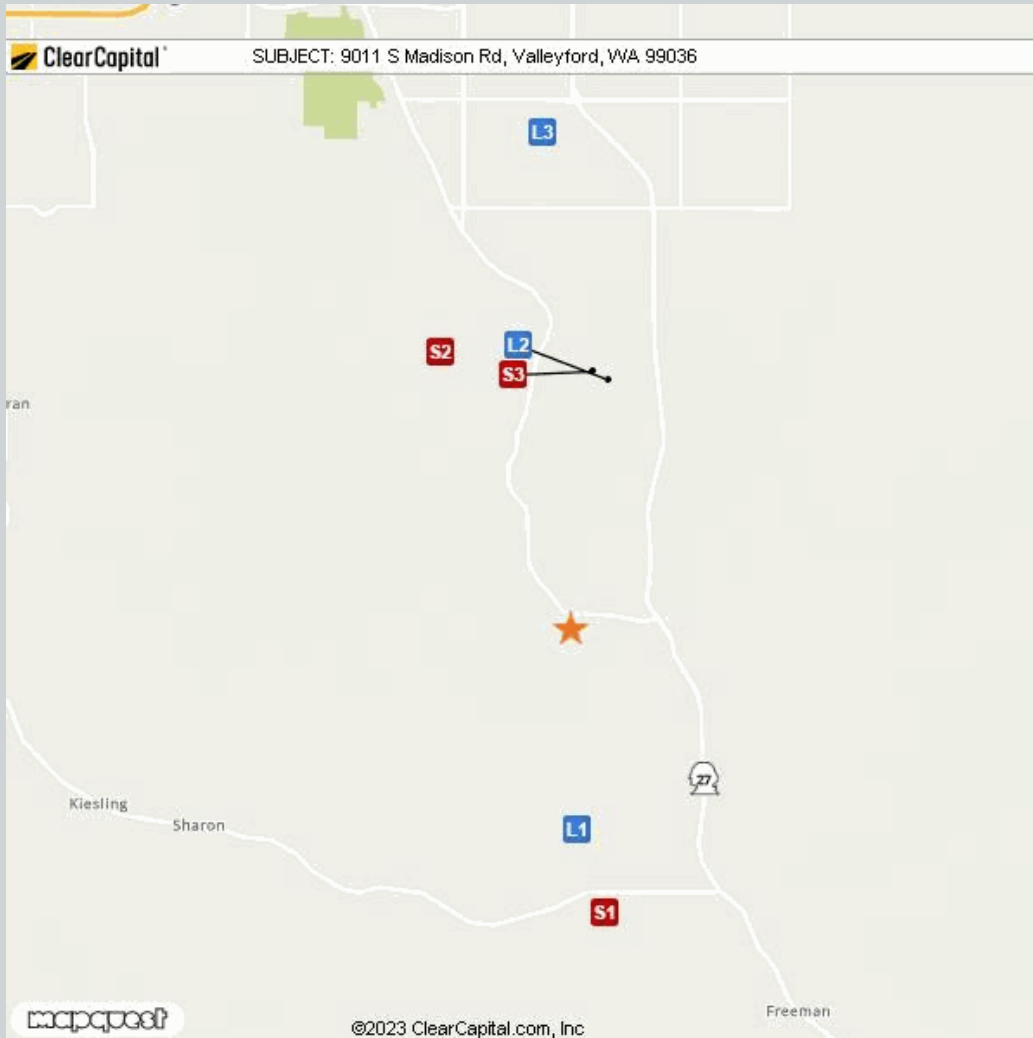 ClearCapital
SUBJECT: 9011 S Madison Rd, Valleyford, WA 99036
L3
L2
S2
S3
ran
27
Kiesling
Sharon
L1
S1
Freeman
mapquest
©2023 ClearCapital.com, Inc